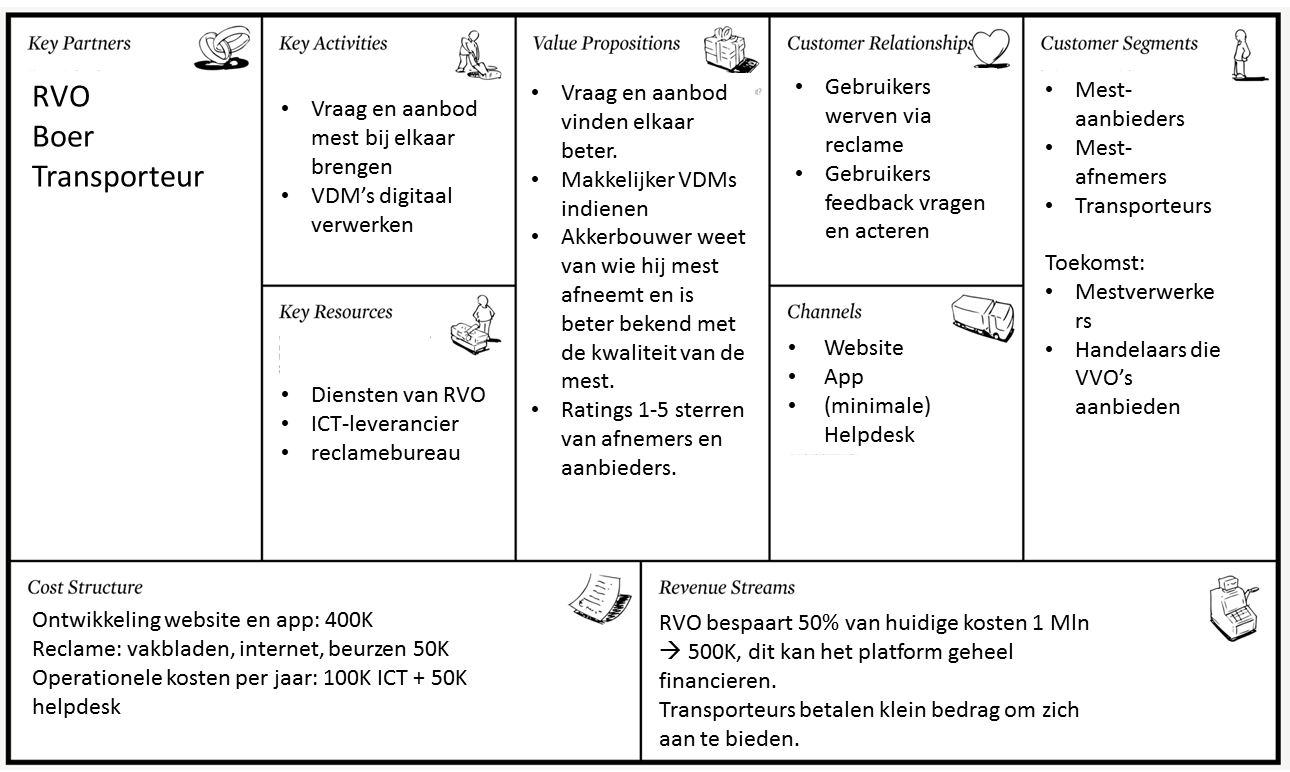 Key Partners
RVO
Boer
Transporteur
Key Activities
• Vraag en aanbod
mest bij elkaar
brengen
• VDM’s digitaal
verwerken
Key Resources
• Diensten van RVO
• ICT-leverancier
• reclamebureau
Value Propositions
• Vraag en aanbod
vinden elkaar
beter.
• Makkelijker VDMs
indienen
• Akkerbouwer weet
van wie hij mest
afneemt en is
beter bekend met
de kwaliteit van de
mest.
• Ratings 1-5 sterren
van afnemers en
aanbieders.
Customer Relationships
• Gebruikers
werven via
reclame
• Gebruikers
feedback vragen
en acteren
Channels
• Website
• App
• (minimale)
Helpdesk
Customer Segments
• Mest-
aanbieders
• Mest-
afnemers
• Transporteurs
Toekomst:
• Mestverwerke
rs
• Handelaars die
VVO’s
aanbieden
Cost Structure
Ontwikkeling website en app: 400K
Reclame: vakbladen, internet, beurzen 50K
Operationele kosten per jaar: 100K ICT + 50K
helpdesk
Revenue Streams
RVO bespaart 50% van huidige kosten 1 Mln
→ 500K, dit kan het platform geheel
financieren.
Transporteurs betalen klein bedrag om zich
aan te bieden.